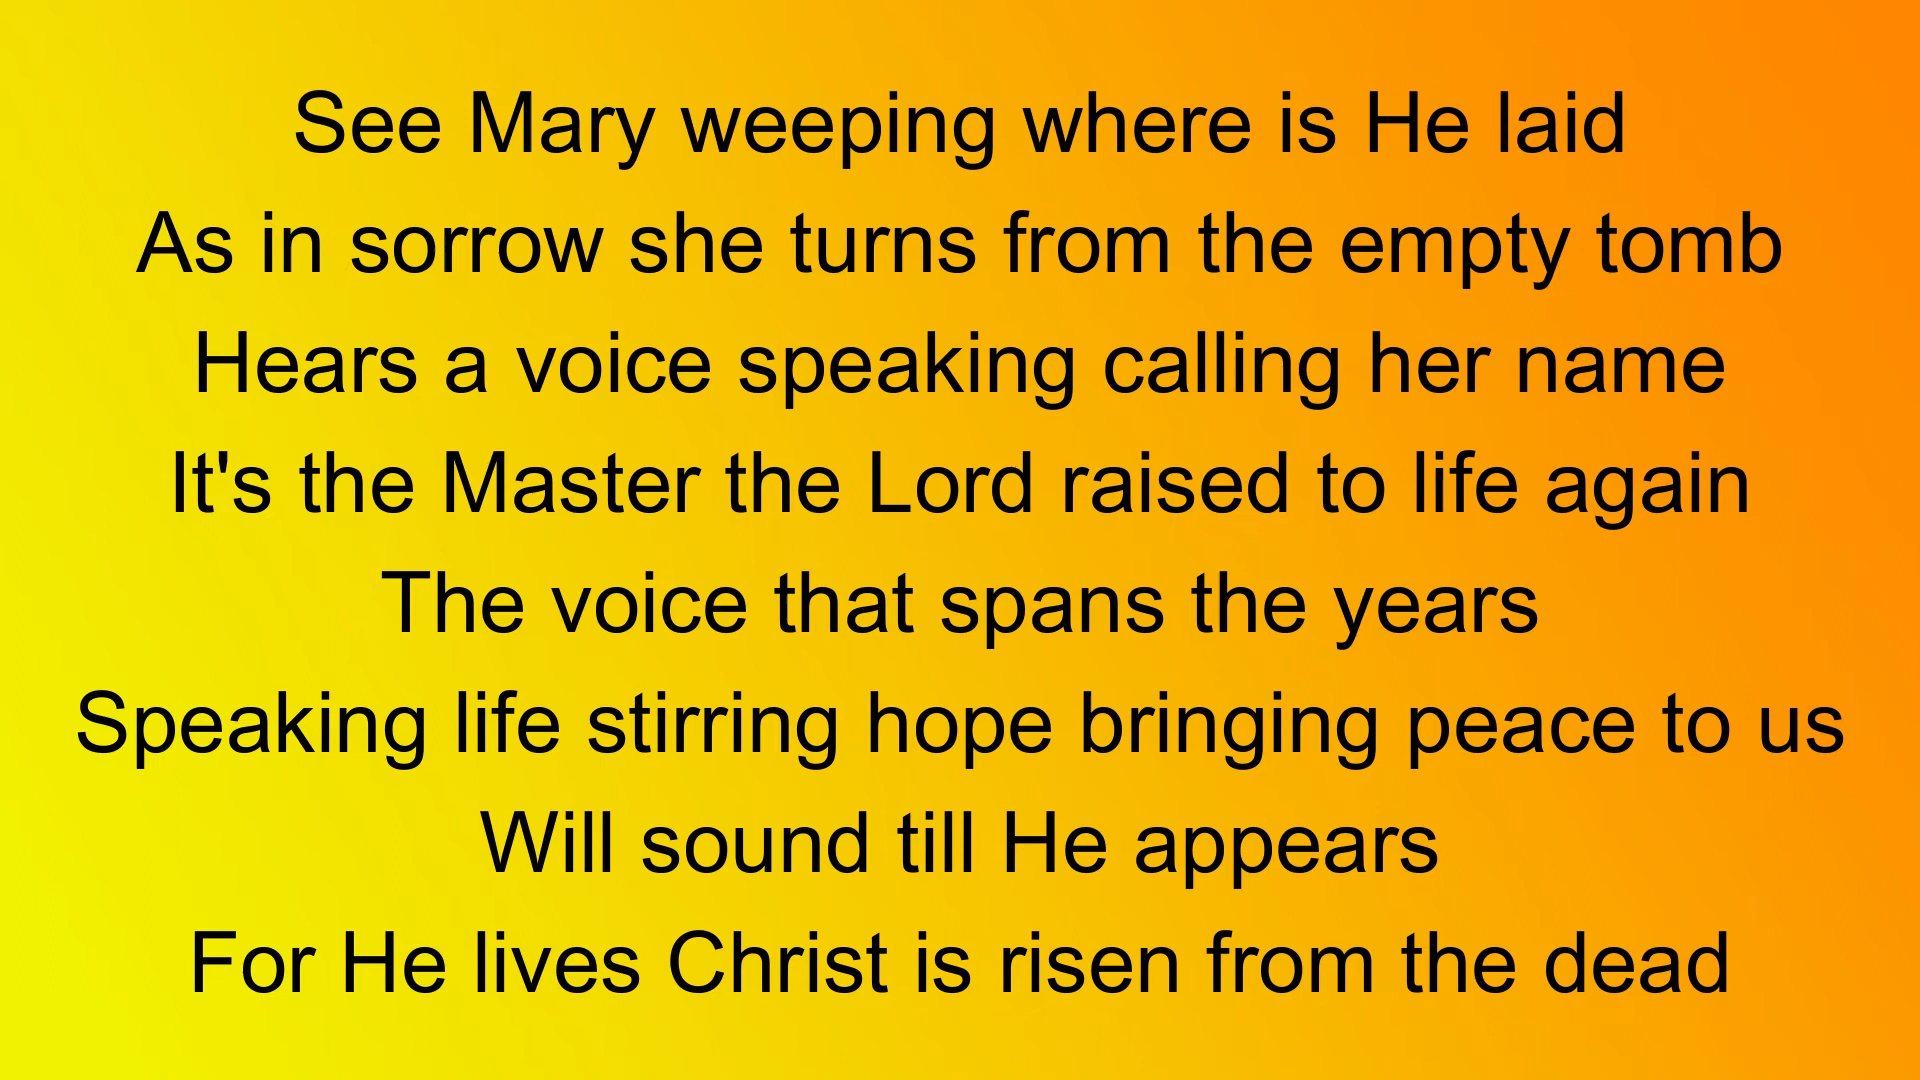 See Mary weeping where is He laid
As in sorrow she turns from the empty tomb
Hears a voice speaking calling her name
It's the Master the Lord raised to life again
The voice that spans the years
Speaking life stirring hope bringing peace to us
Will sound till He appears
For He lives Christ is risen from the dead